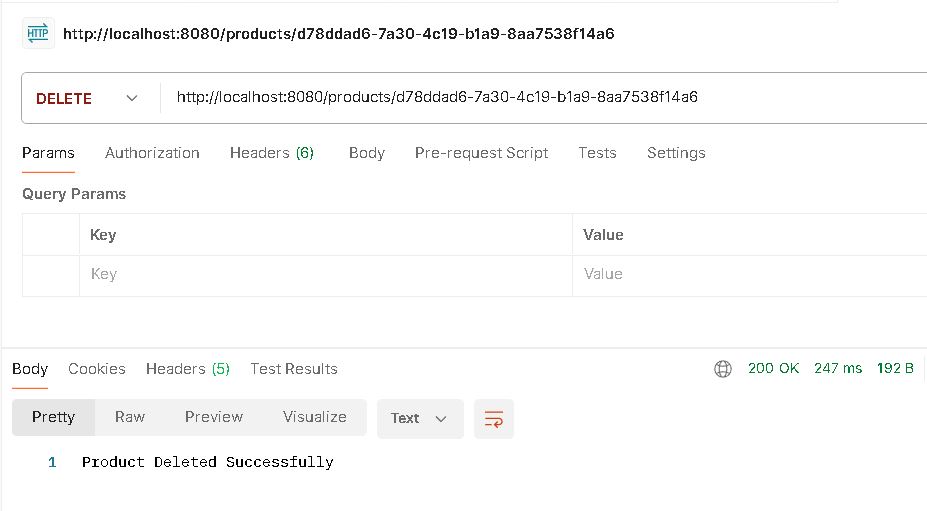 HTTP http://localhost:8080/products/d78ddad6-7a30-4c19-b1a9-8aa7538f14a6
DELETE http://localhost:8080/products/d78ddad6-7a30-4c19-b1a9-8aa7538f14a6
Params Authorization Headers (6) Body Pre-request Script Tests Settings
Query Params
Key Value
Key Value
Body Cookies Headers (5) Test Results 200 OK 247 ms 192 B
Pretty Raw Preview Visualize Text
1 Product Deleted Successfully